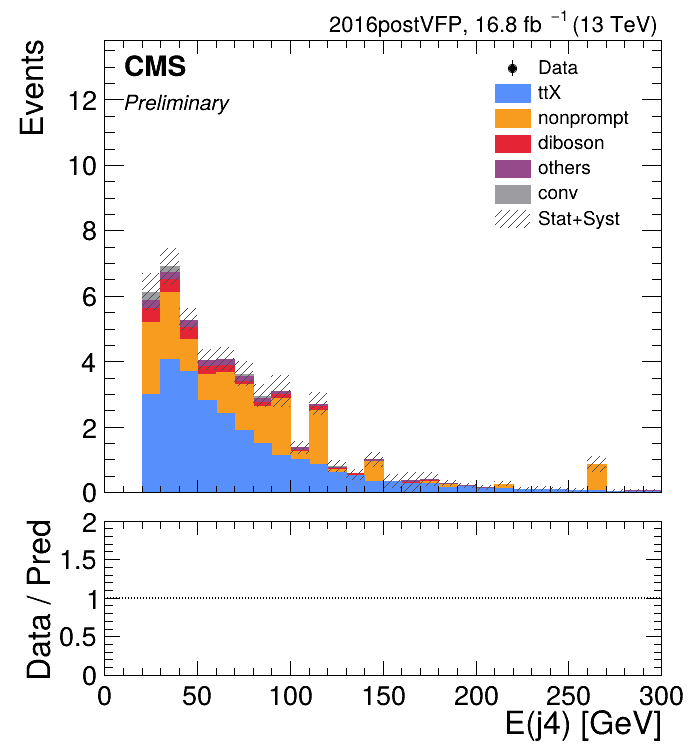 2016postVFP, 16.8 fb⁻¹ (13 TeV)
CMS
Preliminary
Data
ttX
nonprompt
diboson
others
conv
Stat+Syst
Events
12
10
8
6
4
2
0
Data / Pred
2
1.5
1
0.5
0
0 50 100 150 200 250 300
E(j4) [GeV]